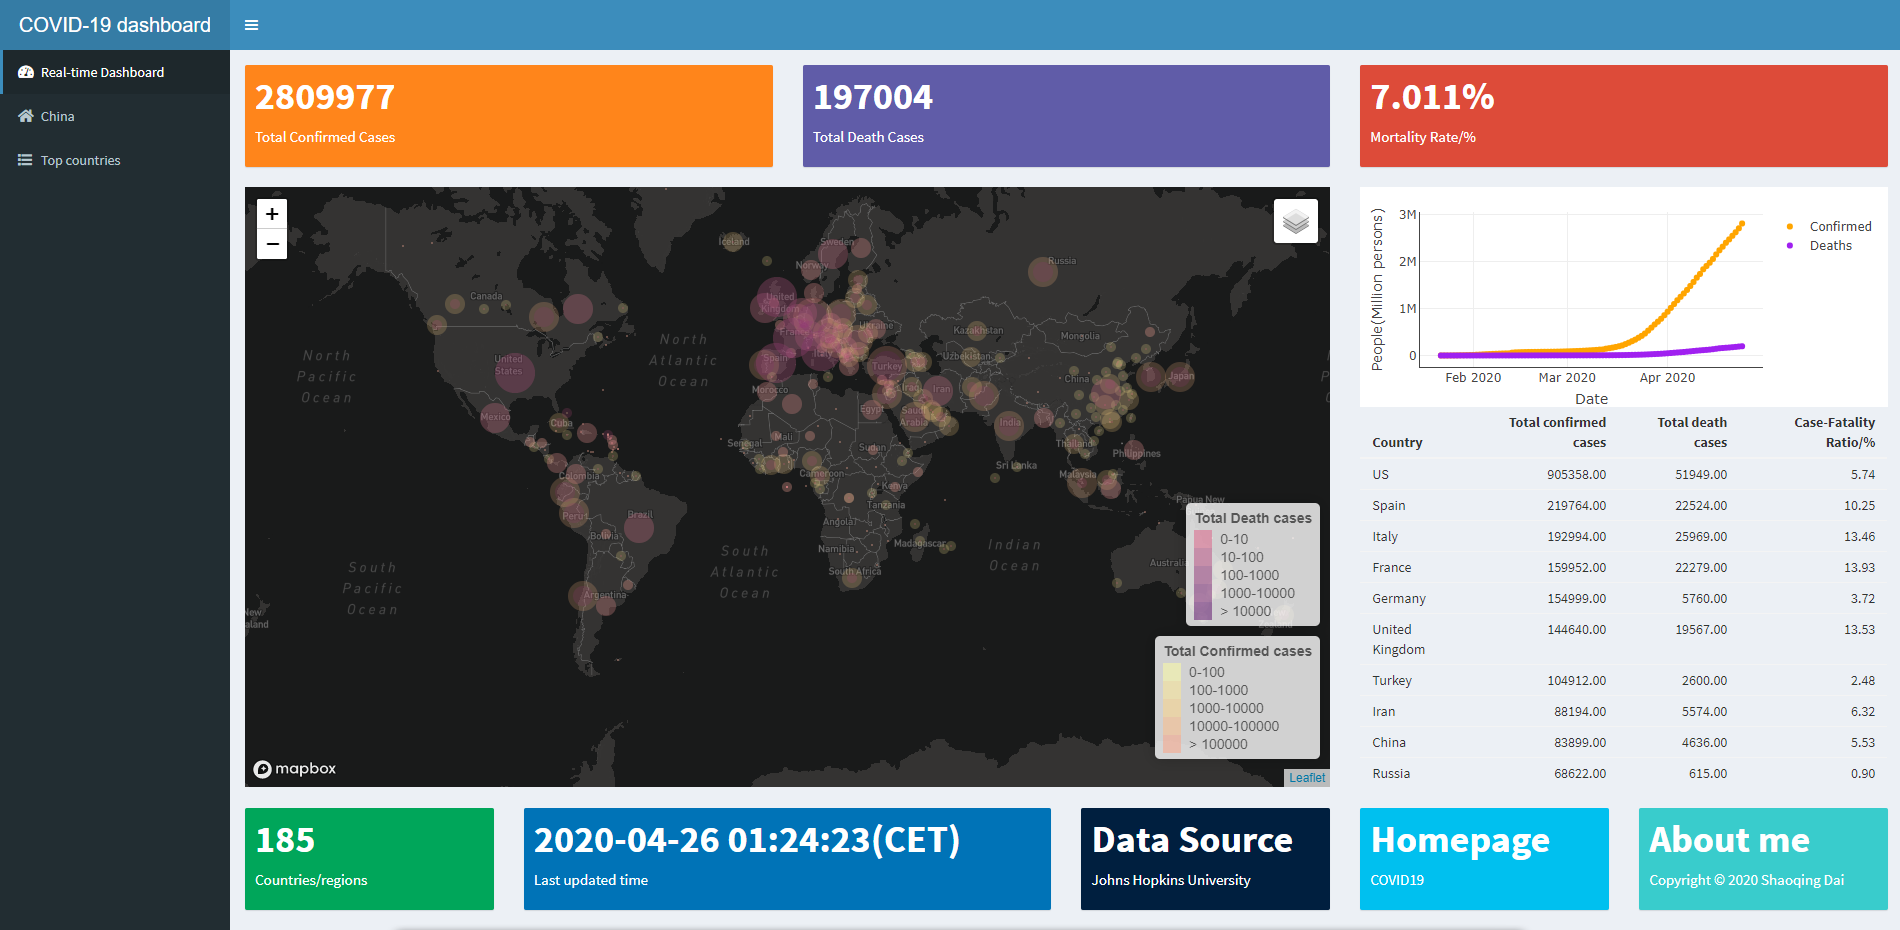 COVID-19 dashboard
Real-time Dashboard
China
Top countries
2809977
Total Confirmed Cases
197004
Total Death Cases
7.011%
Mortality Rate/%
+
−
Iceland
Sweden
Norway
Russia
Canada
United
Kingdom
Ukraine
Kazakhstan
Mongolia
North
Pacific
Ocean
North
Atlantic
Ocean
United
States
France
Spain
Italy
Turkey
Uzbekistan
China
Japan
Morocco
Iraq
Iran
Mexico
Cuba
Egypt
Saudi
Arabia
India
Senegal
Mali
Sudan
Thailand
Philippines
Sri Lanka
Colombia
Cameroon
Kenya
Malaysia
Papua New
Tanzania
Peru
Brazil
Angola
Bolivia
Madagascar
Namibia
South
Atlantic
Ocean
Indian
Ocean
Australia
South
Pacific
Ocean
South Africa
Argentina
New
aland
Zealand
Total Death cases
0-10
10-100
100-1000
1000-10000
> 10000
Total Confirmed cases
0-100
100-1000
1000-10000
10000-100000
> 100000
mapbox
Leaflet
People(Million persons)
3M
2M
1M
0
Feb 2020 Mar 2020 Apr 2020
Date
Confirmed
Deaths
Country Total confirmed cases Total death cases Case-Fatality Ratio/%
US 905358.00 51949.00 5.74
Spain 219764.00 22524.00 10.25
Italy 192994.00 25969.00 13.46
France 159952.00 22279.00 13.93
Germany 154999.00 5760.00 3.72
United Kingdom 144640.00 19567.00 13.53
Turkey 104912.00 2600.00 2.48
Iran 88194.00 5574.00 6.32
China 83899.00 4636.00 5.53
Russia 68622.00 615.00 0.90
185
Countries/regions
2020-04-26 01:24:23(CET)
Last updated time
Data Source
Johns Hopkins University
Homepage
COVID19
About me
Copyright © 2020 Shaoqing Dai